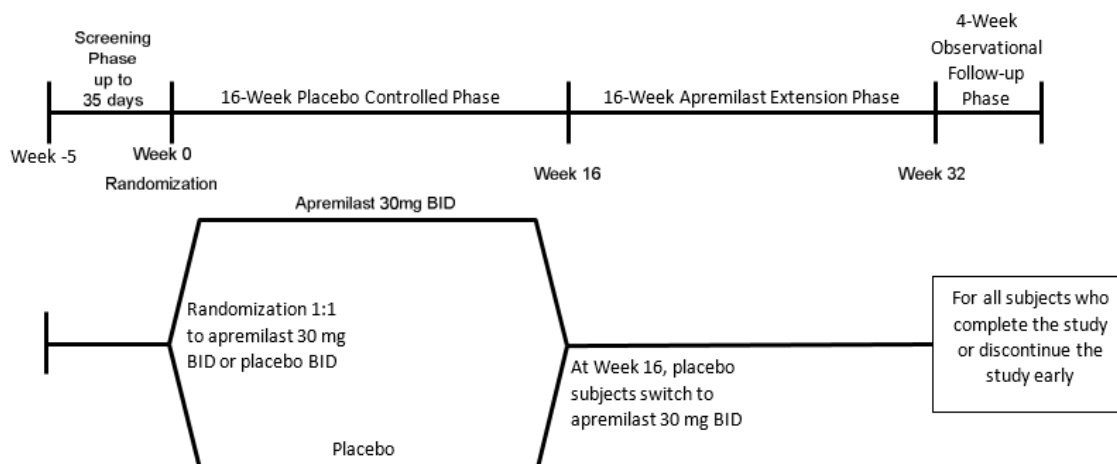 Screening
Phase
up to
35 days
16-Week Placebo Controlled Phase
16-Week Apremilast Extension Phase
4-Week
Observational
Follow-up
Phase
Week -5
Week 0
Randomization
Week 16
Week 32
Apremilast 30mg BID
Randomization 1:1
to apremilast 30 mg
BID or placebo BID
At Week 16, placebo
subjects switch to
apremilast 30 mg BID
For all subjects who
complete the study
or discontinue the
study early
Placebo